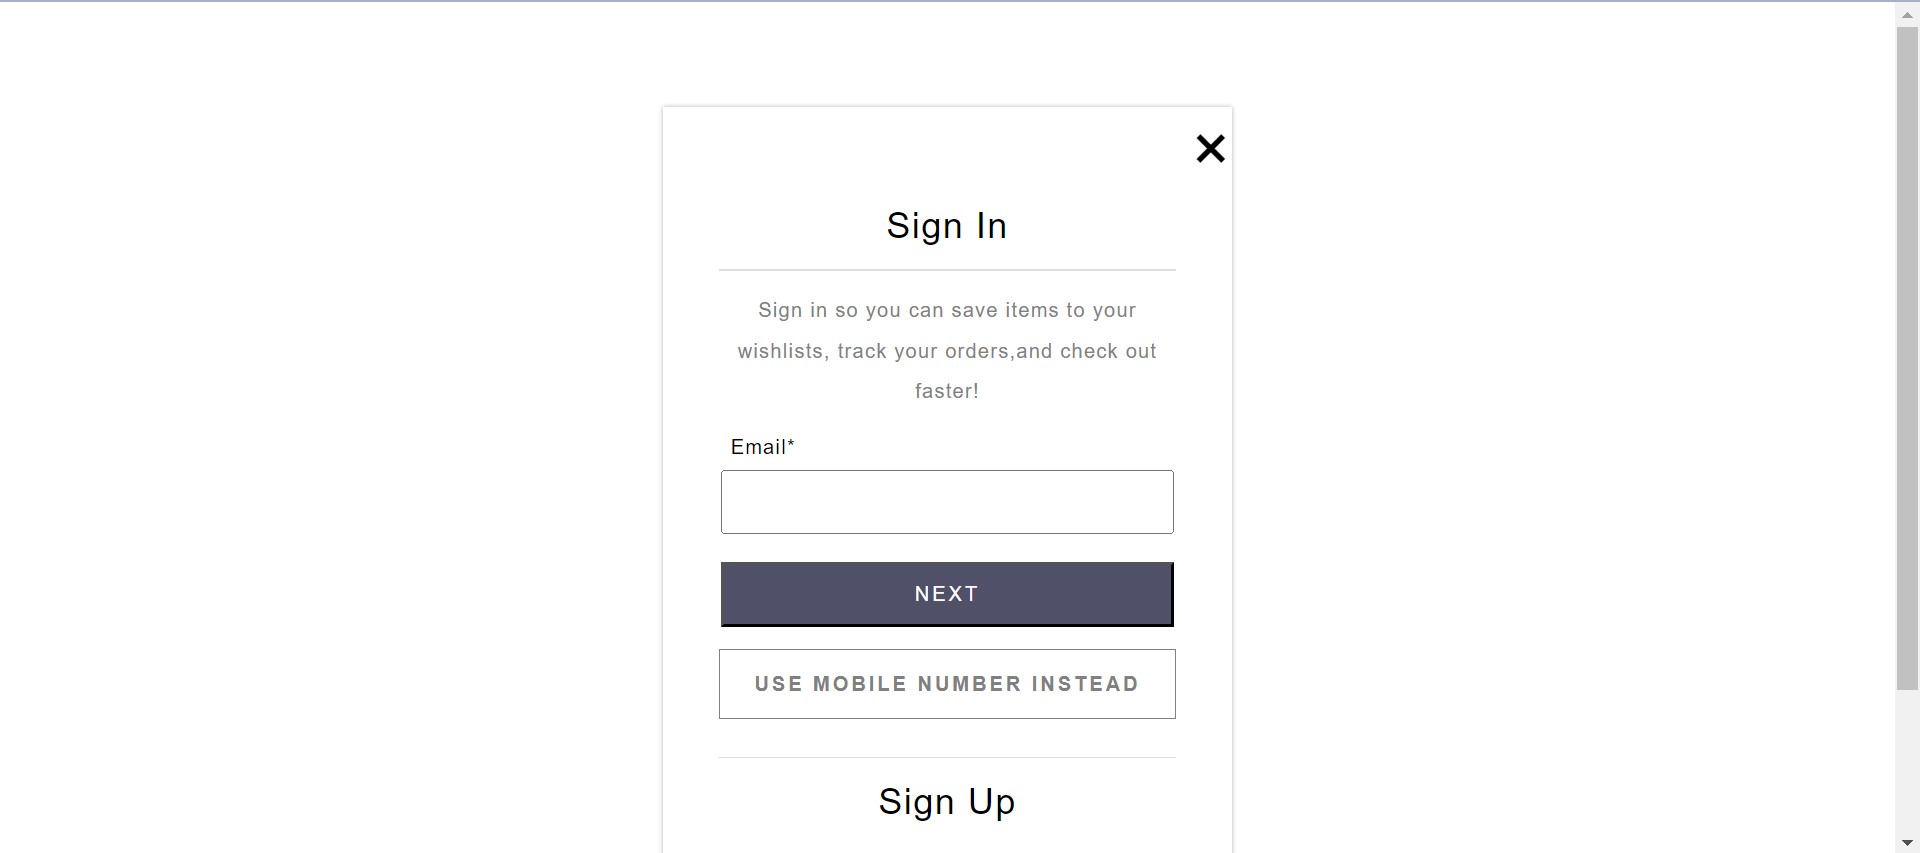 Sign In
Sign in so you can save items to your
wishlists, track your orders,and check out
faster!
Email*
NEXT
USE MOBILE NUMBER INSTEAD
Sign Up